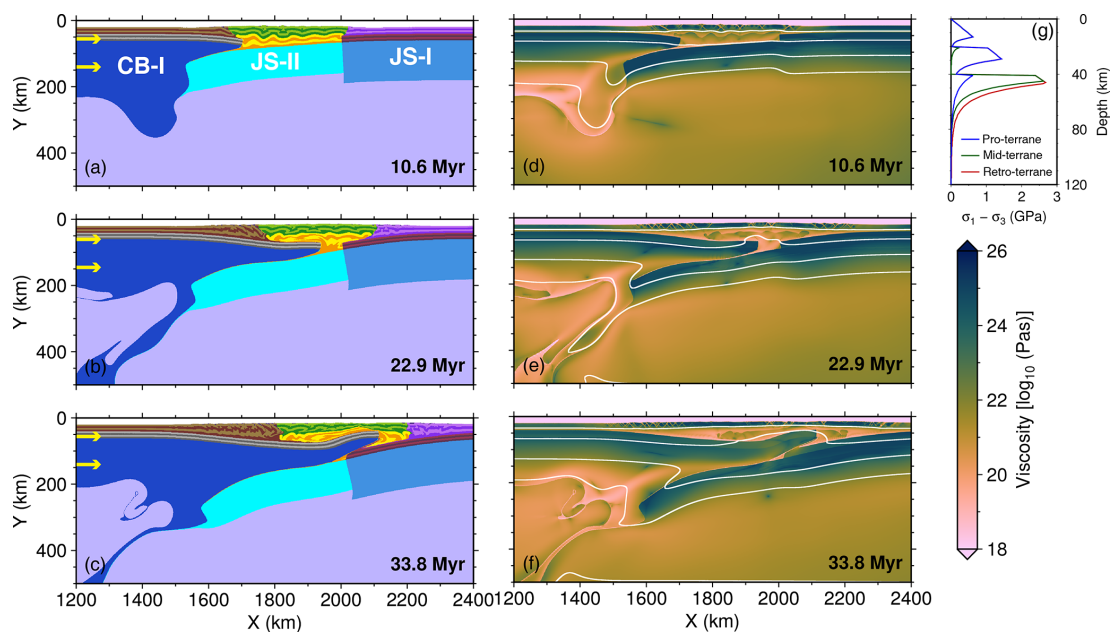 0
200
400
Y (km)
CB-I
JS-II
JS-I
(a)
10.6 Myr
(d)
10.6 Myr
(g)
0
40
80
120
Depth (km)
Pro-terrane
Mid-terrane
Retro-terrane
0 1 2 3
σ1 − σ3 (GPa)
0
200
400
Y (km)
(b)
22.9 Myr
(e)
22.9 Myr
0
200
400
Y (km)
(c)
33.8 Myr
(f)
33.8 Myr
1200 1400 1600 1800 2000 2200 2400
X (km)
1200 1400 1600 1800 2000 2200 2400
X (km)
26
24
22
20
18
Viscosity [log10 (Pas)]